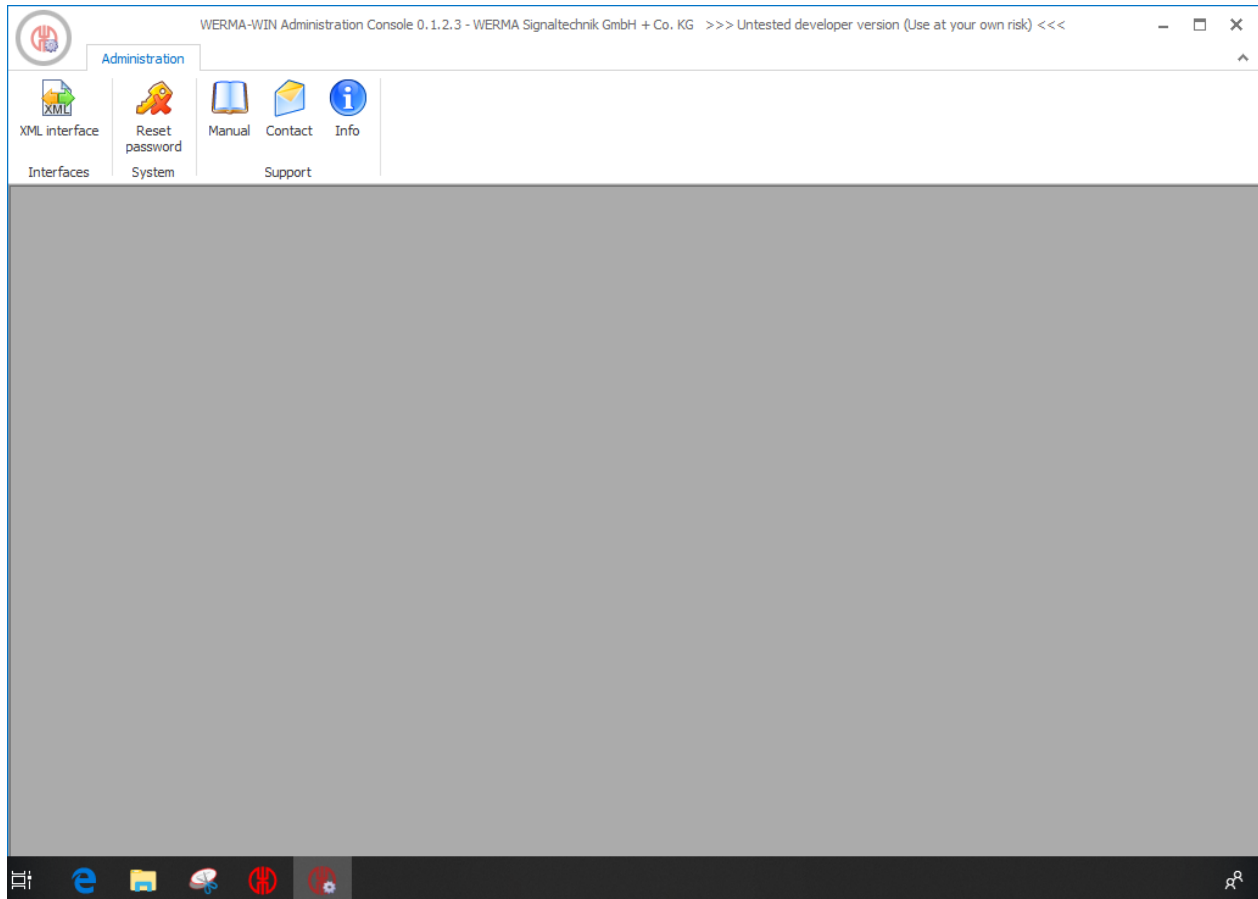 WERMA-WIN Administration Console 0.1.2.3 - WERMA Signaltechnik GmbH + Co. KG >>> Untested developer version (Use at your own risk) <<<
Administration
XML
XML interface
Reset
password
Manual
Contact
Info
Interfaces
System
Support